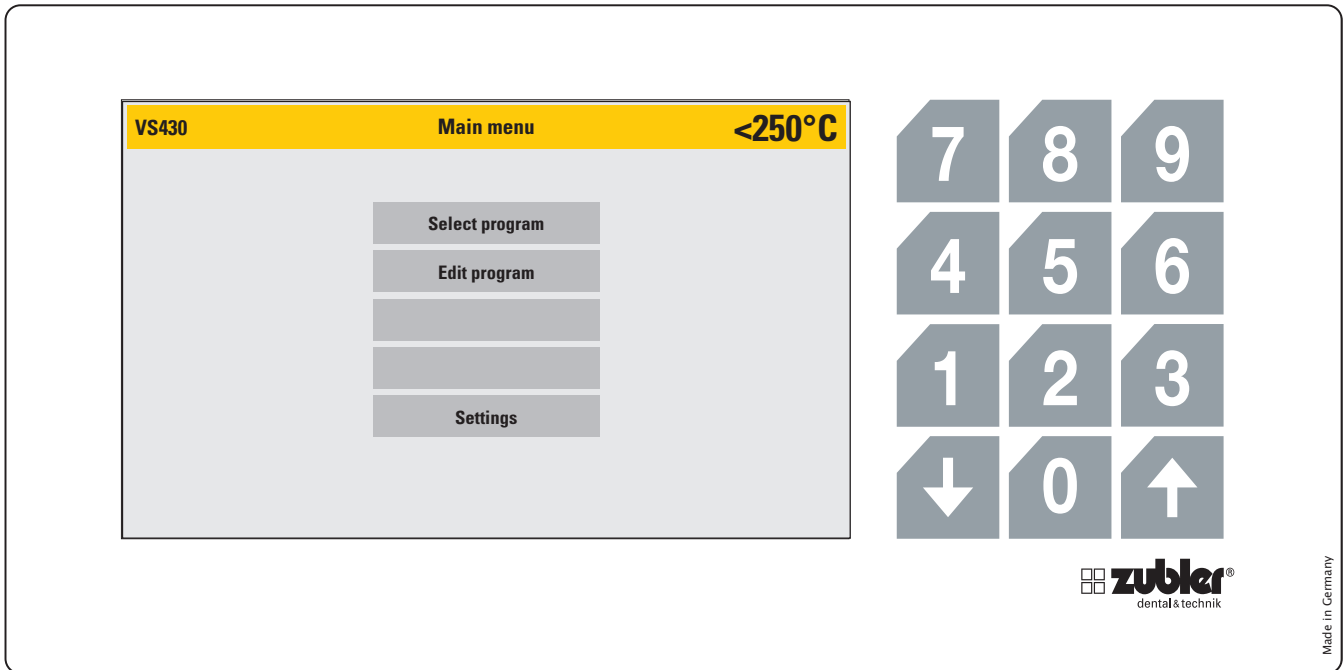 VS430 Main menu <250°C
Select program
Edit program
Settings
7 8 9
4 5 6
1 2 3
↓ 0 ↑
zubler®
dental & technik
Made in Germany